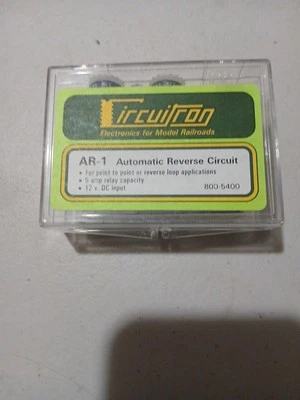 Circuitron
Electronics for Model Railroads
AR-1 Automatic Reverse Circuit
• For point to point or reverse loop applications
• 5 amp relay capacity
• 12 v. DC input 800-5400